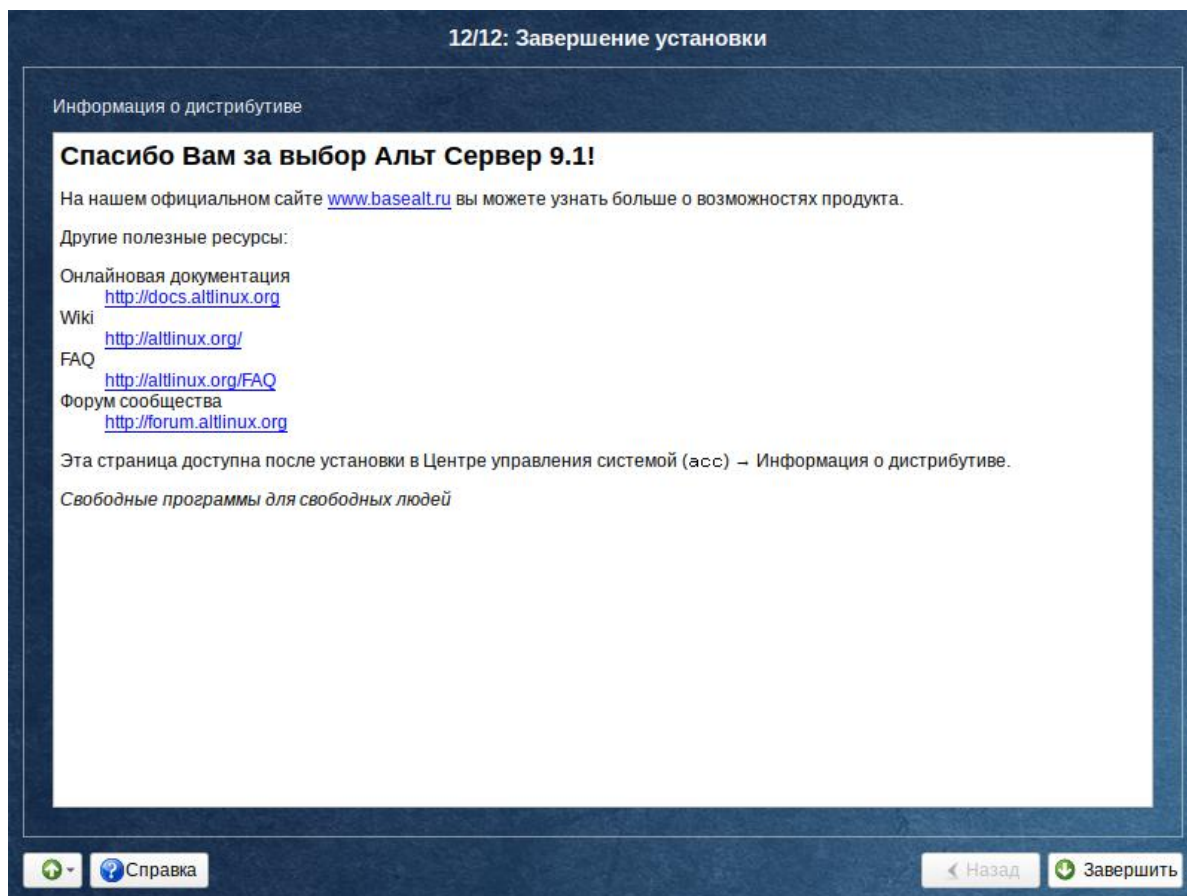 12/12: Завершение установки
Информация о дистрибутиве
Спасибо Вам за выбор Альт Сервер 9.1!
На нашем официальном сайте www.basealt.ru вы можете узнать больше о возможностях продукта.
Другие полезные ресурсы:
Онлайновая документация
http://docs.altlinux.org
Wiki
http://altlinux.org/
FAQ
http://altlinux.org/FAQ
Форум сообщества
http://forum.altlinux.org
Эта страница доступна после установки в Центре управления системой (acc) → Информация о дистрибутиве.
Свободные программы для свободных людей
Справка
Назад
Завершить